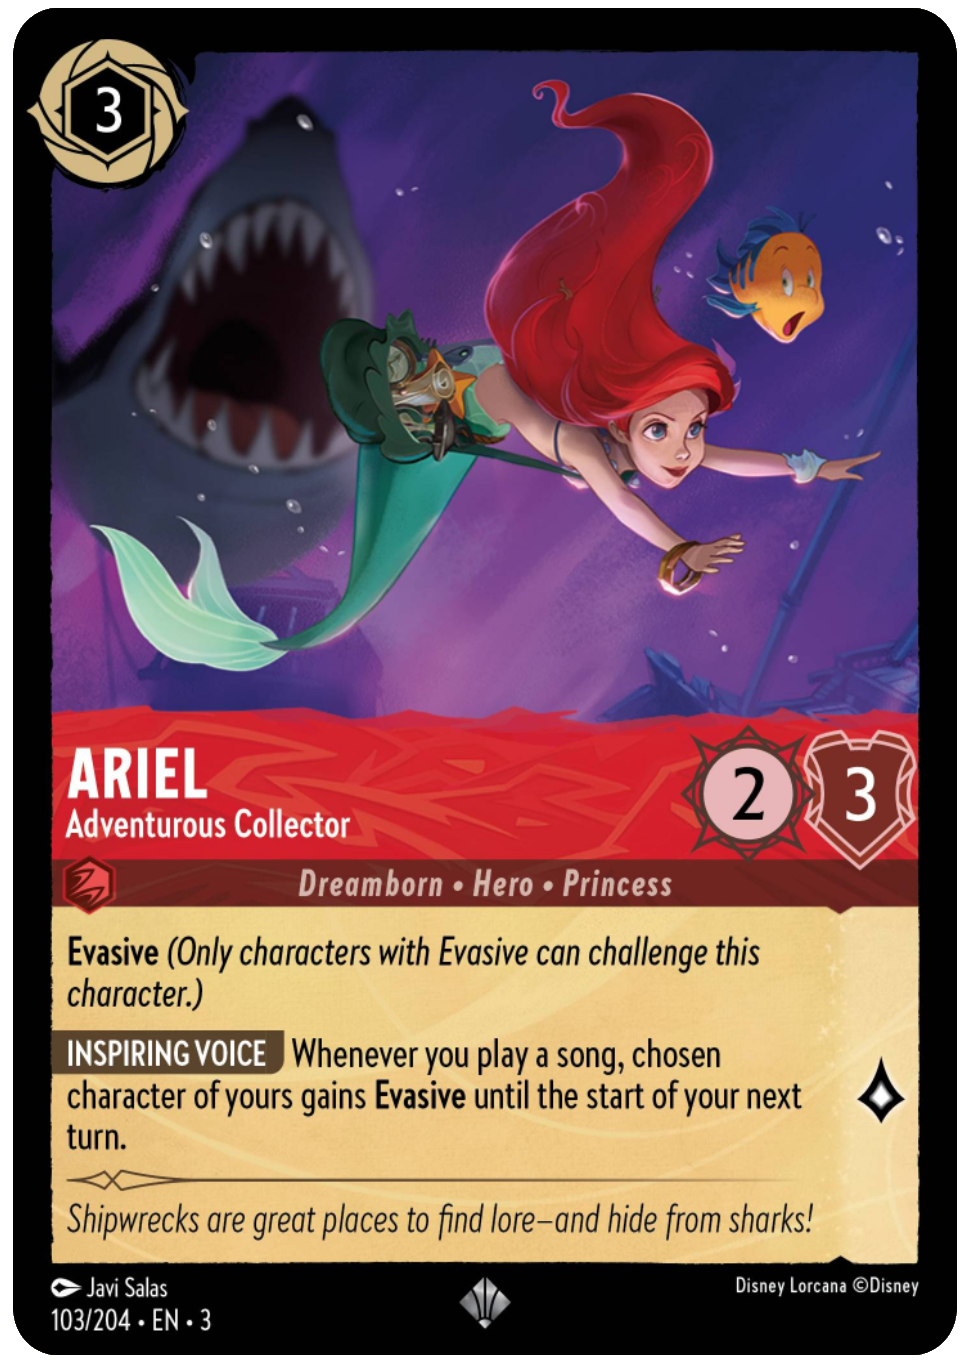 3
ARIEL
Adventurous Collector
2
3
Dreamborn • Hero • Princess
Evasive (Only characters with Evasive can challenge this
character.)
INSPIRING VOICE Whenever you play a song, chosen
character of yours gains Evasive until the start of your next
turn.
Shipwrecks are great places to find lore–and hide from sharks!
Javi Salas
103/204 • EN • 3
Disney Lorcana ©Disney